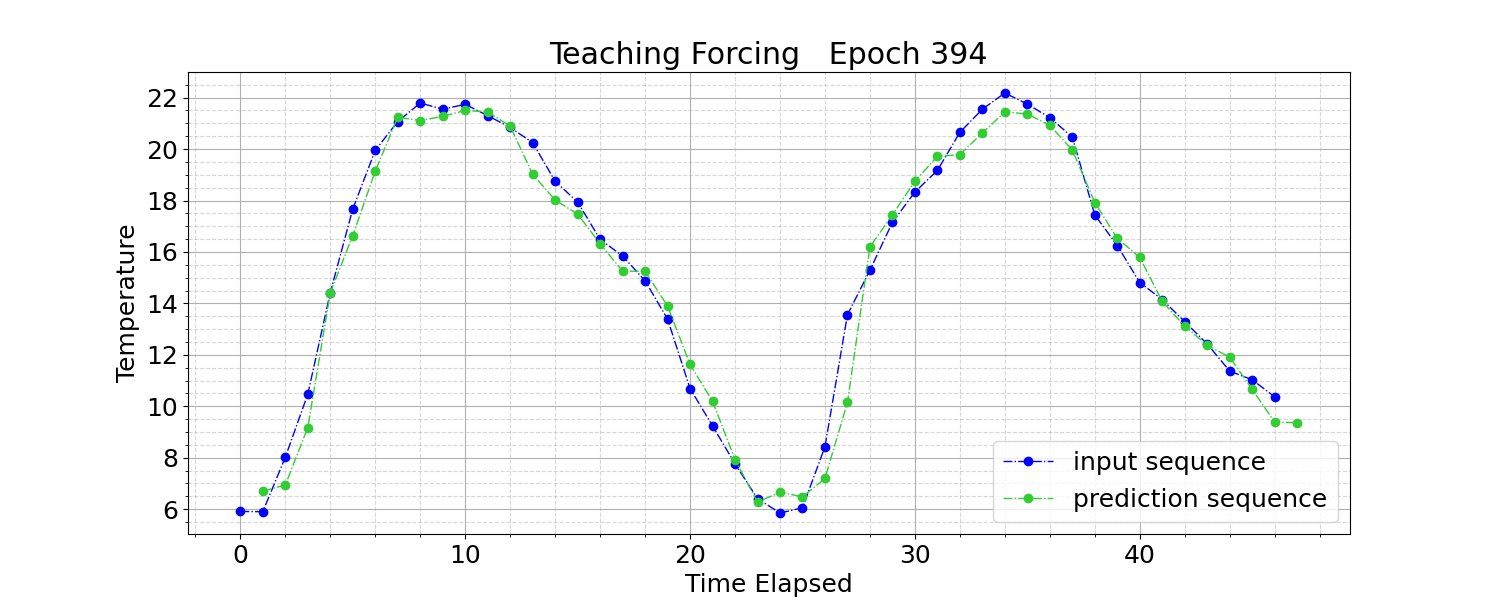 Teaching Forcing   Epoch 394
22
20
18
16
14
12
10
8
6
Temperature
input sequence
prediction sequence
0 10 20 30 40
Time Elapsed